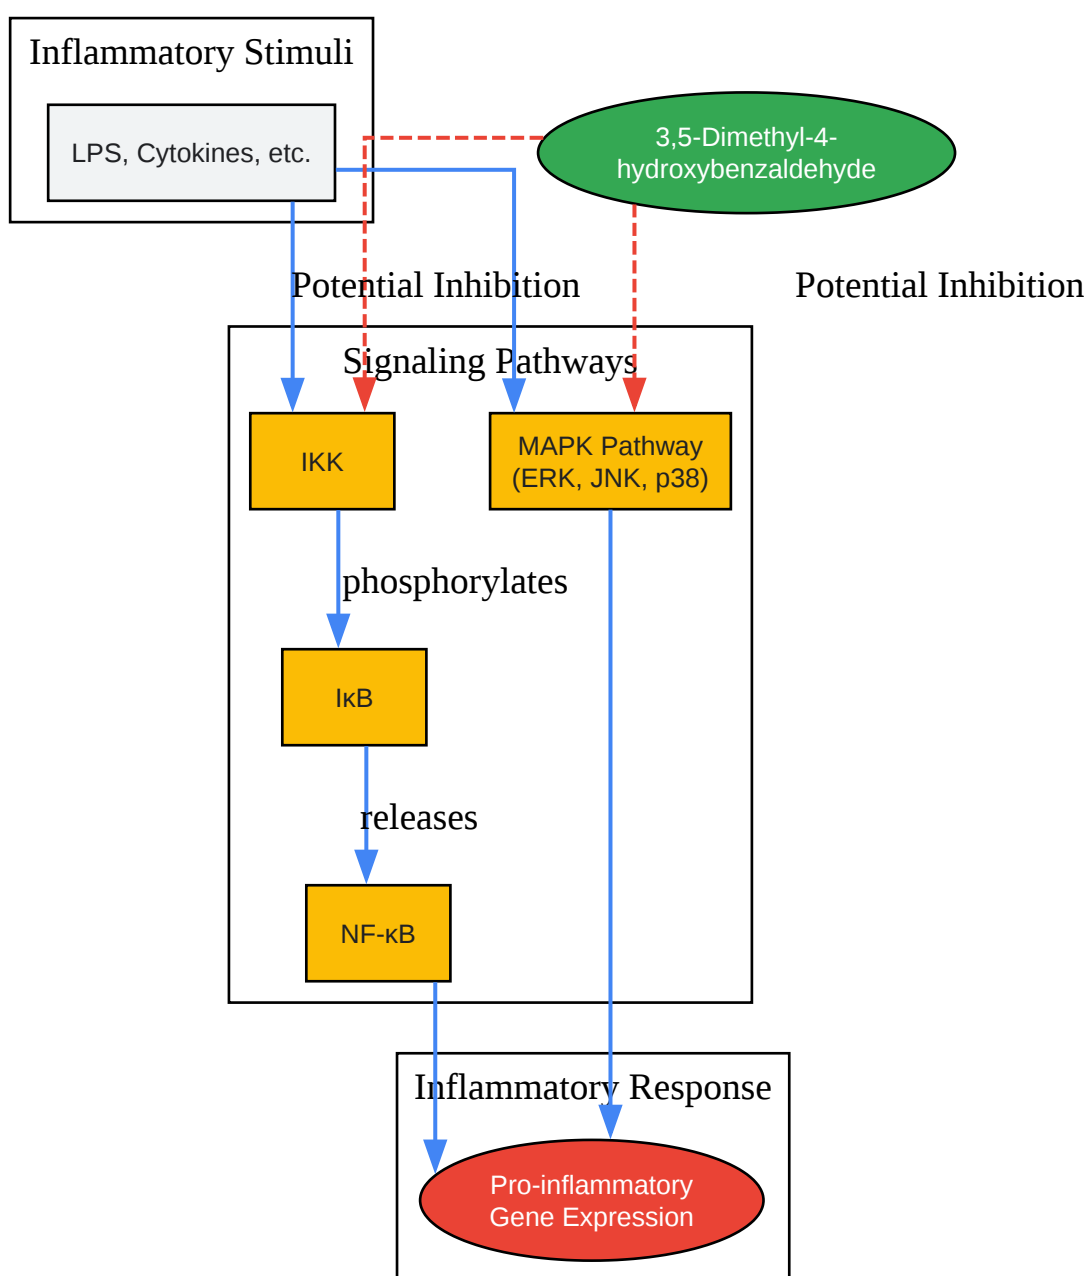 Inflammatory Stimuli
LPS, Cytokines, etc.
3,5-Dimethyl-4-
hydroxybenzaldehyde
Potential Inhibition
Potential Inhibition
Signaling Pathways
IKK
MAPK Pathway
(ERK, JNK, p38)
phosphorylates
IκB
releases
NF-κB
Inflammatory Response
Pro-inflammatory
Gene Expression